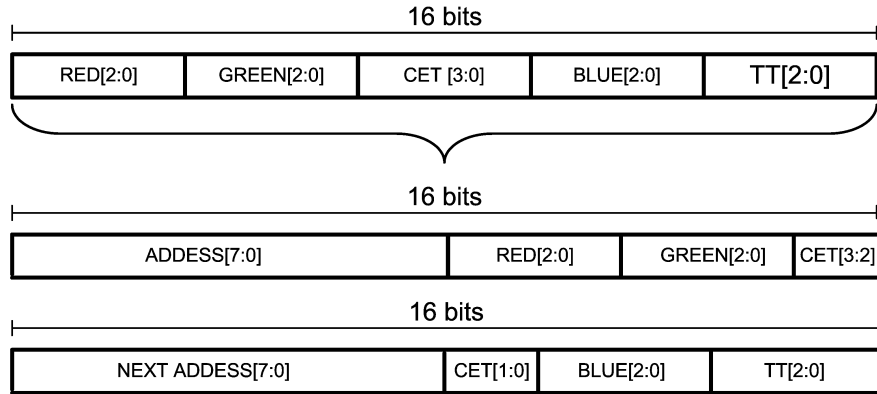 16 bits
RED[2:0] GREEN[2:0] CET [3:0] BLUE[2:0] TT[2:0]
16 bits
ADDESS[7:0] RED[2:0] GREEN[2:0] CET[3:2]
16 bits
NEXT ADDESS[7:0] CET[1:0] BLUE[2:0] TT[2:0]